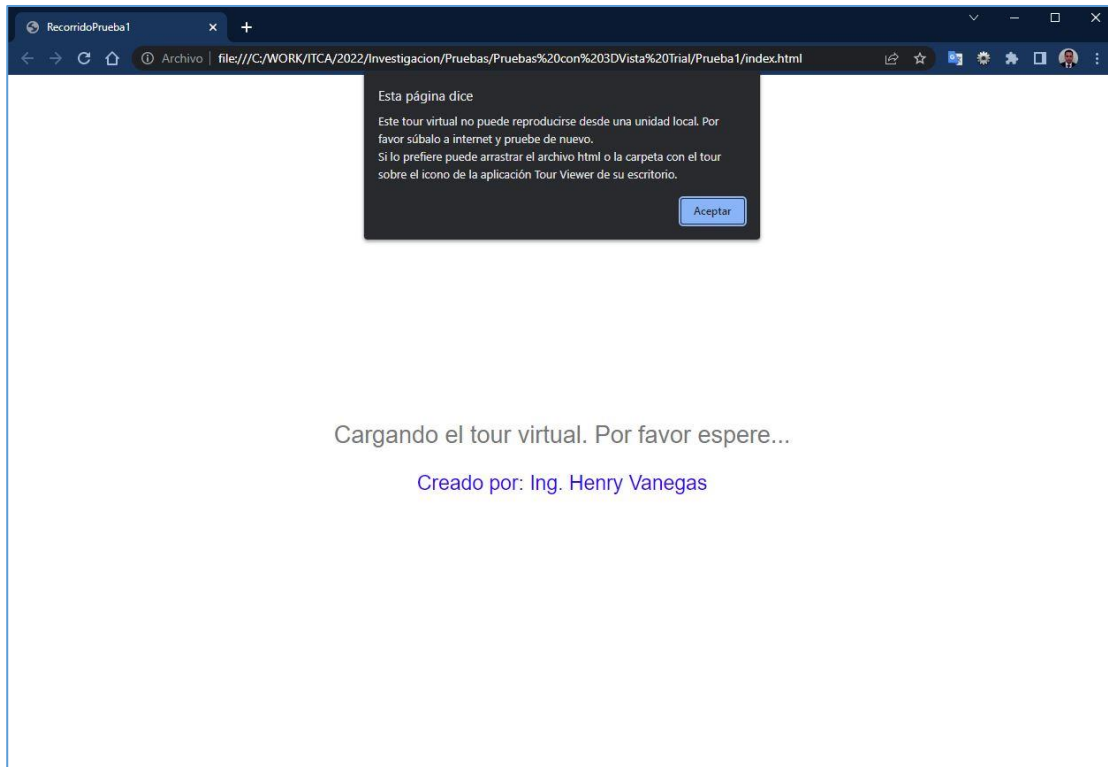 RecorridoPrueba1
Archivo file:///C:/WORK/ITCA/2022/Investigacion/Pruebas/Pruebas%20con%203DVista%20Trial/Prueba1/index.html
Esta página dice
Este tour virtual no puede reproducirse desde una unidad local. Por
favor súbalo a internet y pruebe de nuevo.
Si lo prefiere puede arrastrar el archivo html o la carpeta con el tour
sobre el icono de la aplicación Tour Viewer de su escritorio.
Aceptar
Cargando el tour virtual. Por favor espere...
Creado por: Ing. Henry Vanegas